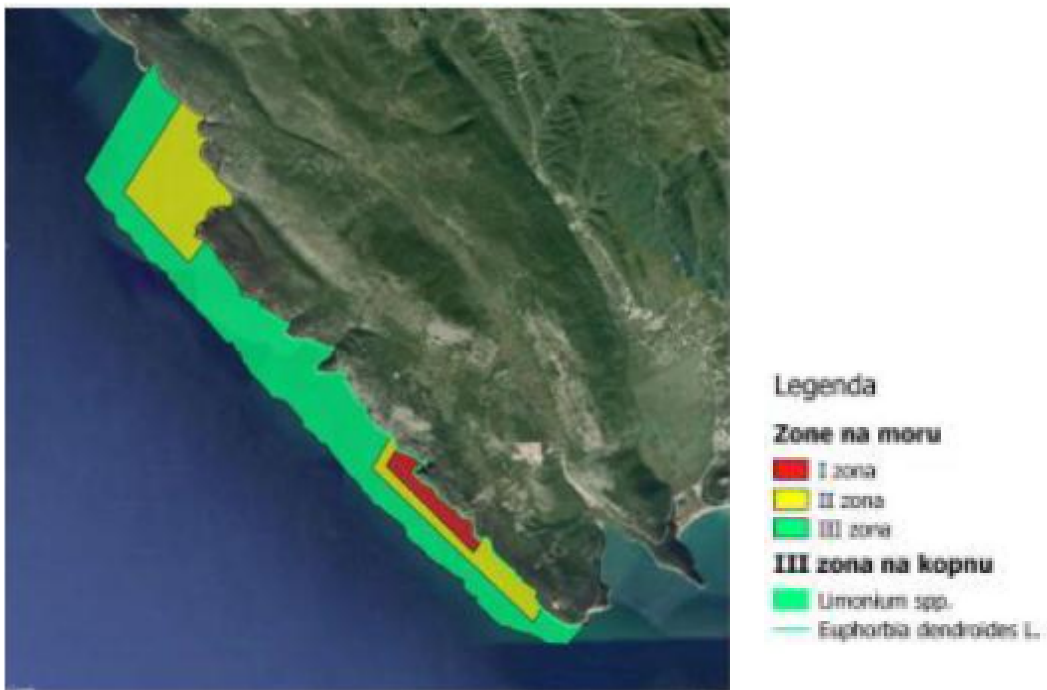 Legenda
Zone na moru
I zona
II zona
III zona
III zona na kopnu
Limonium spp.
Euphorbia dendroides L.